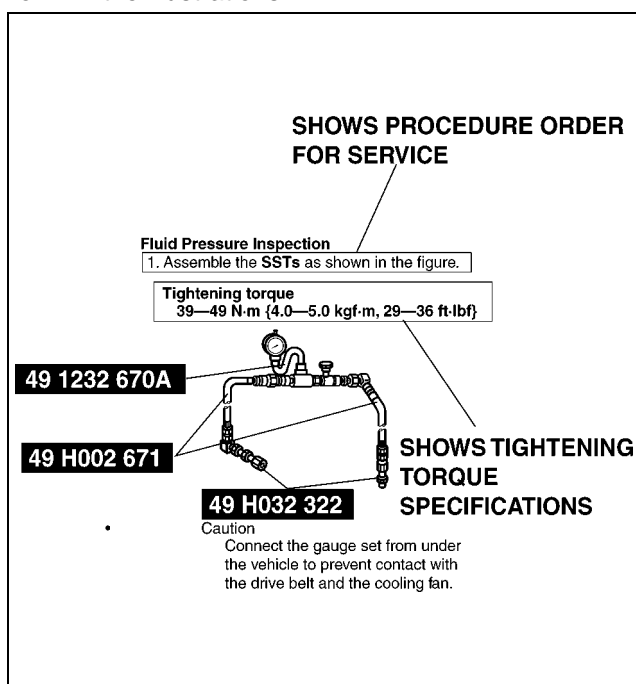 SHOWS PROCEDURE ORDER
FOR SERVICE
Fluid Pressure Inspection
1. Assemble the SSTs as shown in the figure.
Tightening torque
39—49 N·m {4.0—5.0 kgf·m, 29—36 ft·lbf}
49 1232 670A
49 H002 671
49 H032 322
SHOWS TIGHTENING
TORQUE
SPECIFICATIONS
Caution
Connect the gauge set from under
the vehicle to prevent contact with
the drive belt and the cooling fan.